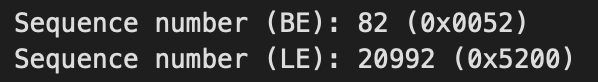 Sequence number (BE): 82 (0x0052)
Sequence number (LE): 20992 (0x5200)